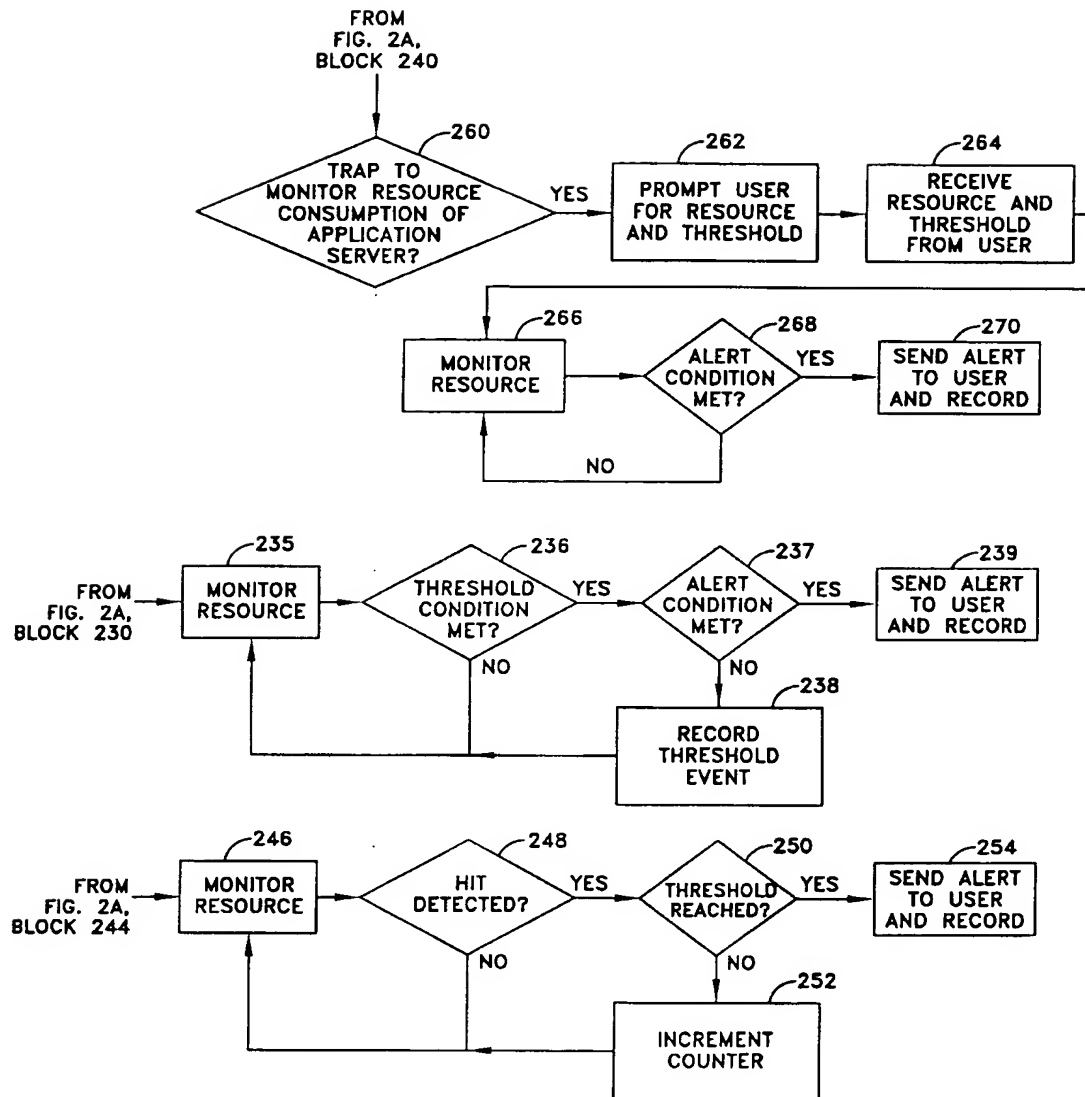 FROM
FIG. 2A,
BLOCK 240
260
TRAP TO
MONITOR RESOURCE
CONSUMPTION OF
APPLICATION
SERVER?
YES
262
PROMPT USER
FOR RESOURCE
AND THRESHOLD
264
RECEIVE
RESOURCE AND
THRESHOLD
FROM USER
266
MONITOR
RESOURCE
268
ALERT
CONDITION
MET?
YES
NO
270
SEND ALERT
TO USER
AND RECORD
FROM
FIG. 2A,
BLOCK 230
235
MONITOR
RESOURCE
236
THRESHOLD
CONDITION
MET?
YES
NO
237
ALERT
CONDITION
MET?
YES
NO
239
SEND ALERT
TO USER
AND RECORD
238
RECORD
THRESHOLD
EVENT
FROM
FIG. 2A,
BLOCK 244
246
MONITOR
RESOURCE
248
HIT
DETECTED?
YES
NO
250
THRESHOLD
REACHED?
YES
NO
254
SEND ALERT
TO USER
AND RECORD
252
INCREMENT
COUNTER